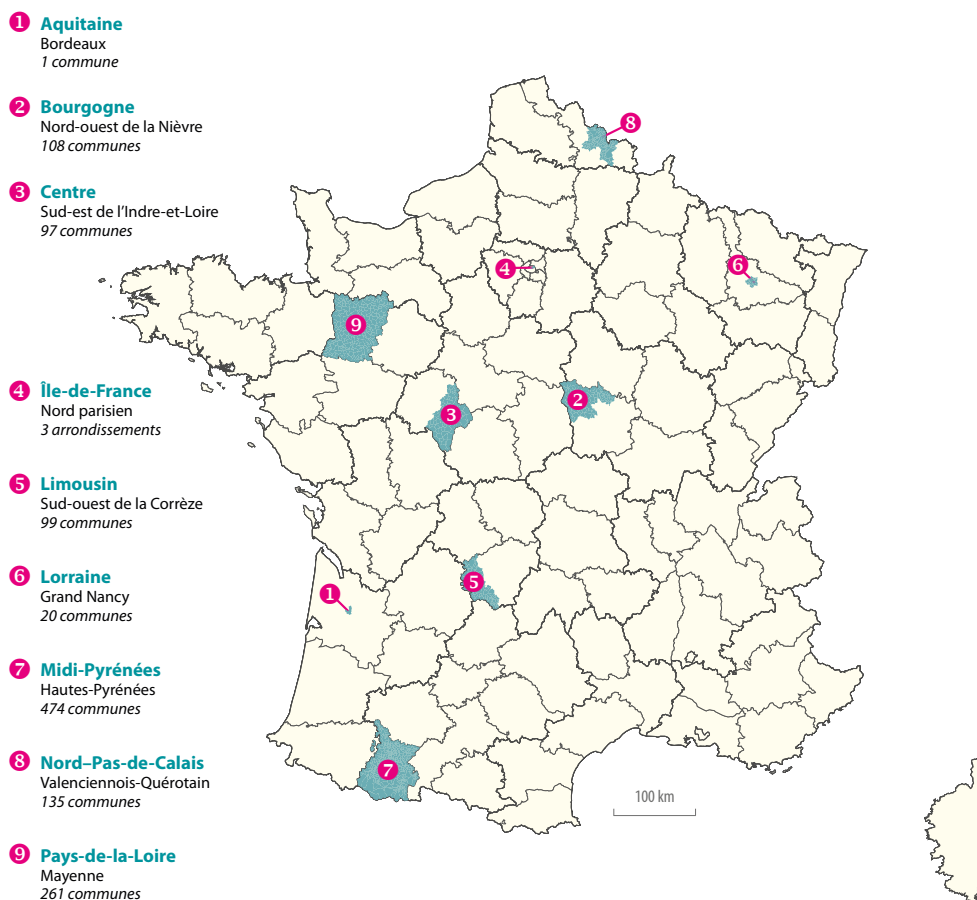 1 Aquitaine
Bordeaux
1 commune
2 Bourgogne
Nord-ouest de la Nièvre
108 communes
3 Centre
Sud-est de l'Indre-et-Loire
97 communes
4 Île-de-France
Nord parisien
3 arrondissements
5 Limousin
Sud-ouest de la Corrèze
99 communes
6 Lorraine
Grand Nancy
20 communes
7 Midi-Pyrénées
Hautes-Pyrénées
474 communes
8 Nord–Pas-de-Calais
Valenciennois-Quérotain
135 communes
9 Pays-de-la-Loire
Mayenne
261 communes
8
4
6
9
2
3
5
1
7
100 km